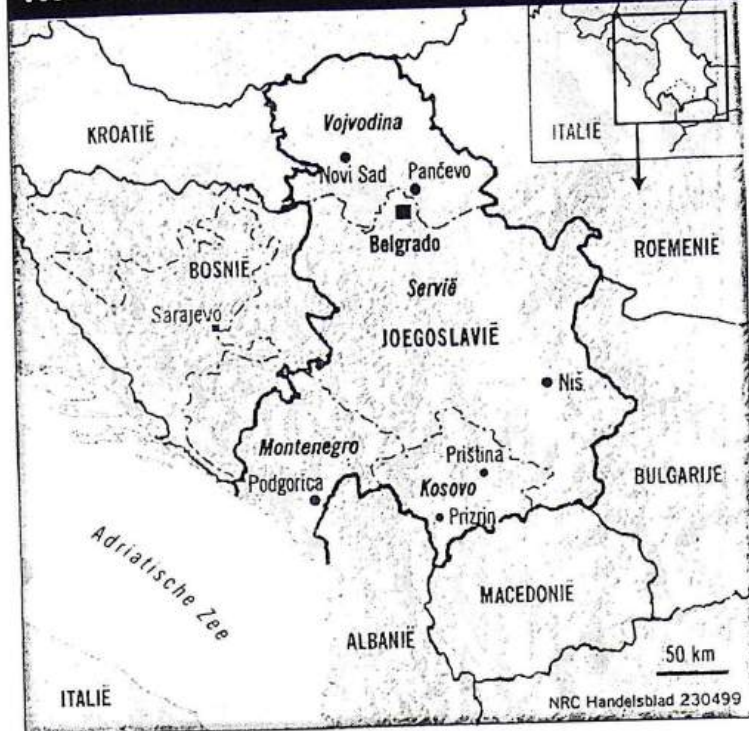 KROATIË
Vojvodina
ITALIË
Novi Sad
Pančevo
Belgrado
ROEMENIË
BOSNIË
Servië
Sarajevo
JOEGOSLAVIË
Niš
Montenegro
Priština
Podgorica
Kosovo
BULGARIJE
Prizrin
Adriatische Zee
MACEDONIË
ALBANIË
50 km
ITALIË
NRC Handelsblad 230499